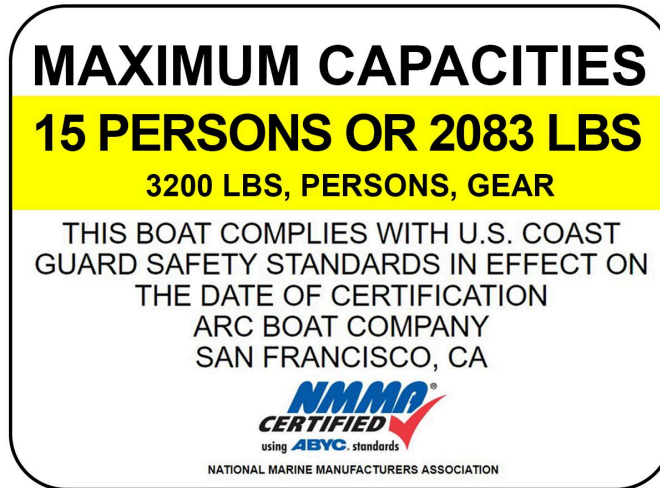 MAXIMUM CAPACITIES
15 PERSONS OR 2083 LBS
3200 LBS, PERSONS, GEAR
THIS BOAT COMPLIES WITH U.S. COAST
GUARD SAFETY STANDARDS IN EFFECT ON
THE DATE OF CERTIFICATION
ARC BOAT COMPANY
SAN FRANCISCO, CA
NMMA®
CERTIFIED
using ABYC. standards
NATIONAL MARINE MANUFACTURERS ASSOCIATION